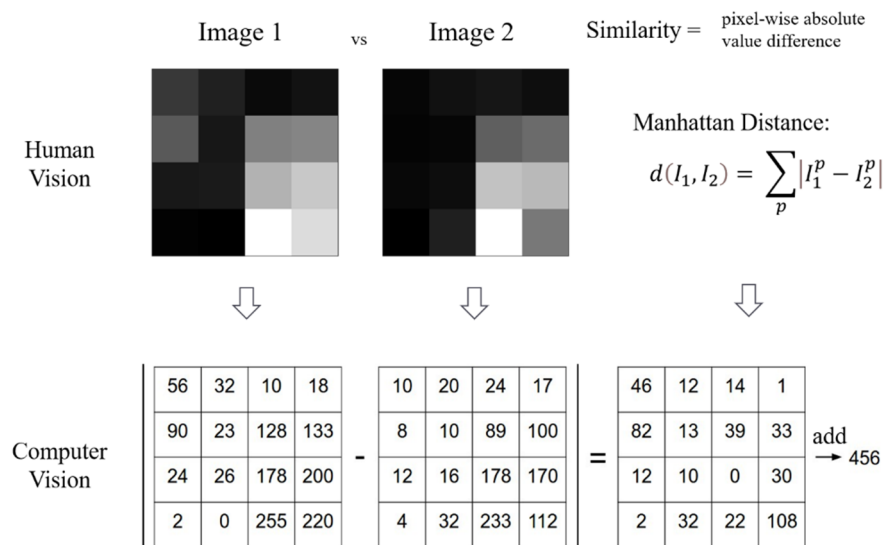 Image 1 vs Image 2 Similarity = pixel-wise absolute
value difference
Human
Vision
Manhattan Distance:
d(I₁, I₂) = ∑ₚ |I₁ᵖ − I₂ᵖ|
Computer
Vision
56 32 10 18
90 23 128 133
24 26 178 200
2 0 255 220
-
10 20 24 17
8 10 89 100
12 16 178 170
4 32 233 112
=
46 12 14 1
82 13 39 33
12 10 0 30
2 32 22 108
add
→ 456